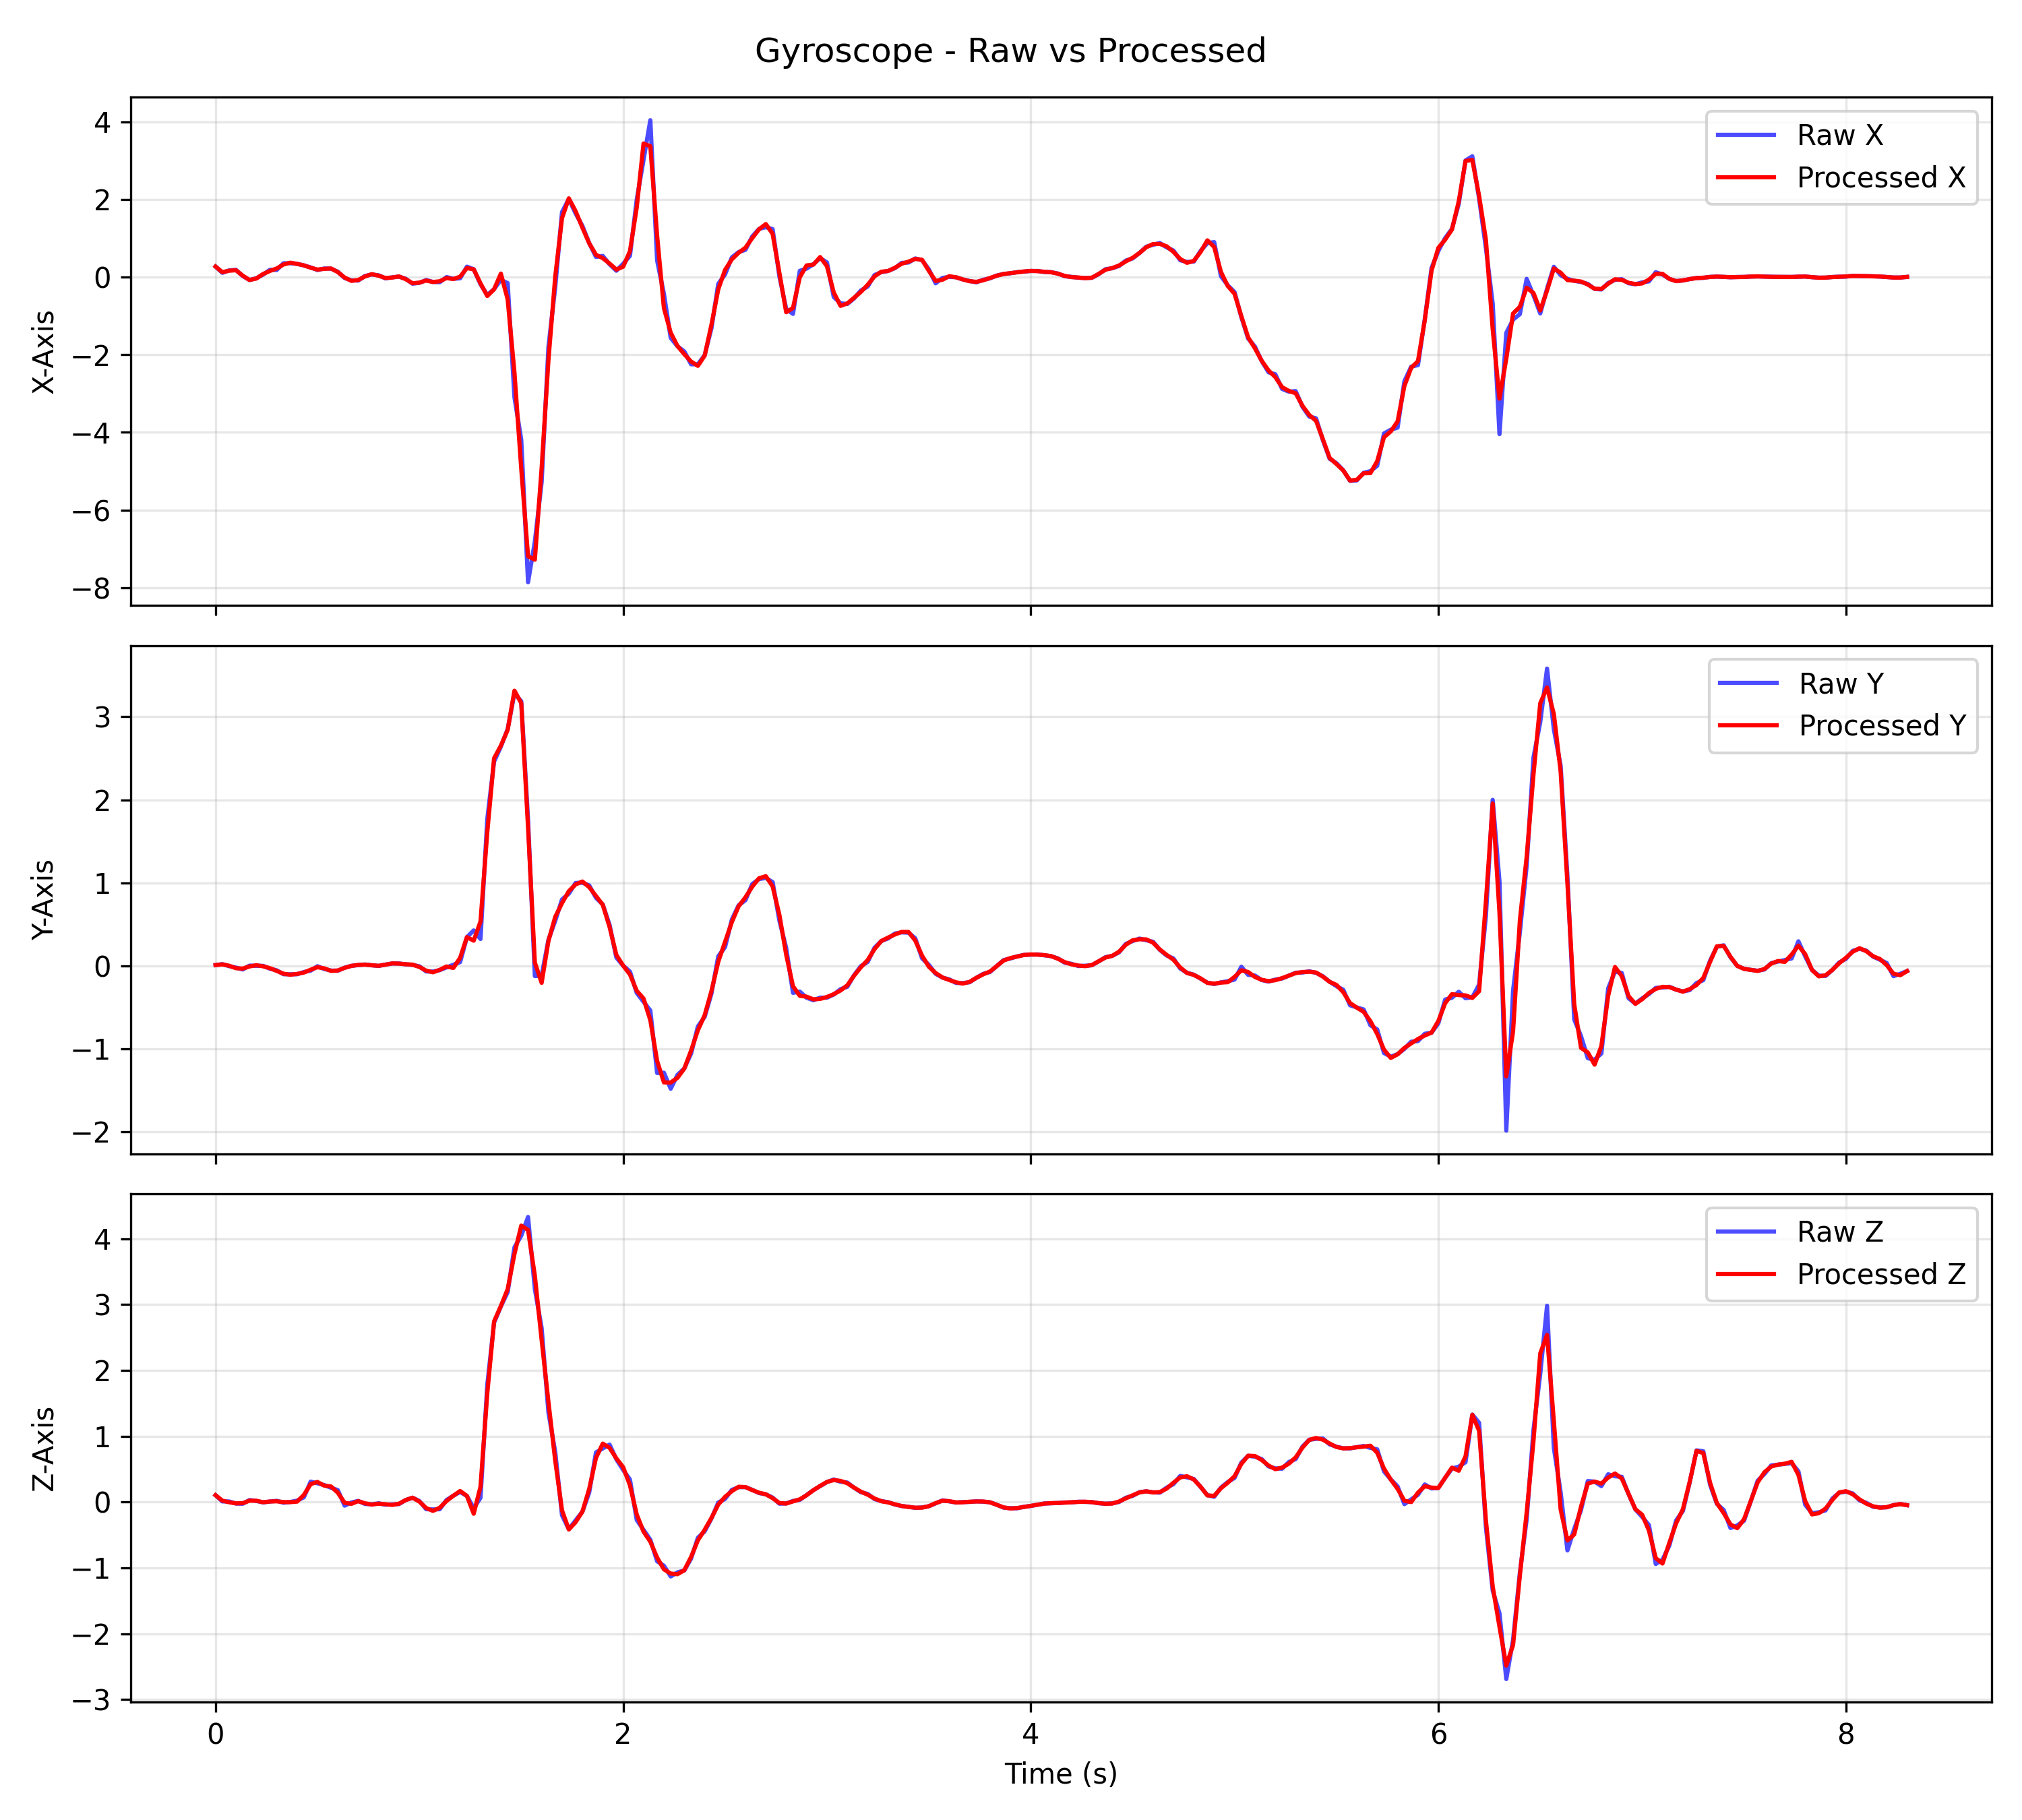 Gyroscope - Raw vs Processed
X-Axis
4
2
0
−2
−4
−6
−8
Raw X
Processed X
Y-Axis
3
2
1
0
−1
−2
Raw Y
Processed Y
Z-Axis
4
3
2
1
0
−1
−2
−3
Raw Z
Processed Z
0 2 4 6 8
Time (s)